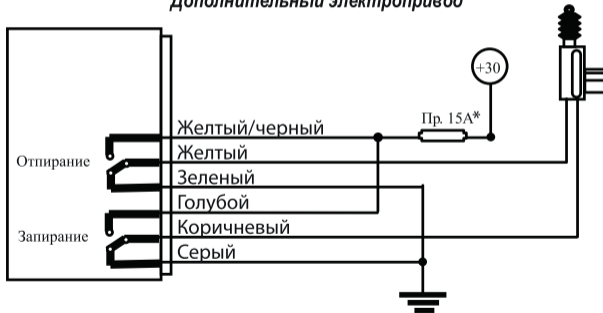 Дополнительный электропривод
+30
Пр. 15А*
Желтый/черный
Желтый
Отпирание
Зеленый
Голубой
Коричневый
Запирание
Серый